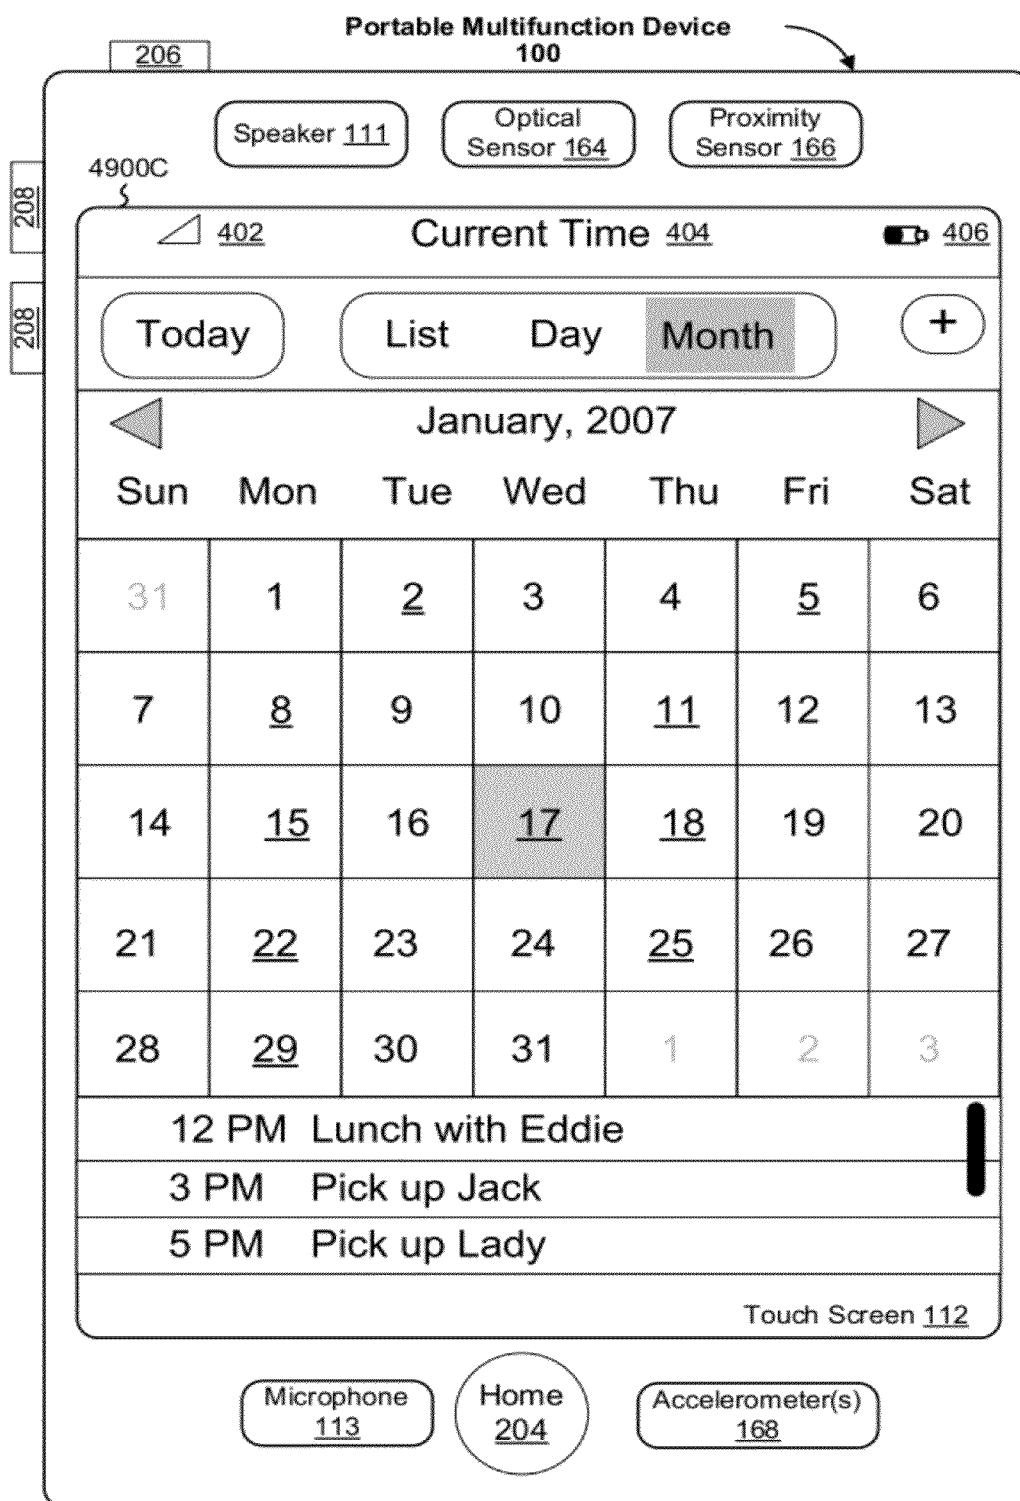 Portable Multifunction Device
100
206
Speaker 111
Optical
Sensor 164
Proximity
Sensor 166
4900C
208
208
402 Current Time 404 406
Today List Day Month +
January, 2007
Sun Mon Tue Wed Thu Fri Sat
31 1 2 3 4 5 6
7 8 9 10 11 12 13
14 15 16 17 18 19 20
21 22 23 24 25 26 27
28 29 30 31 1 2 3
12 PM Lunch with Eddie
3 PM Pick up Jack
5 PM Pick up Lady
Touch Screen 112
Microphone
113
Home
204
Accelerometer(s)
168